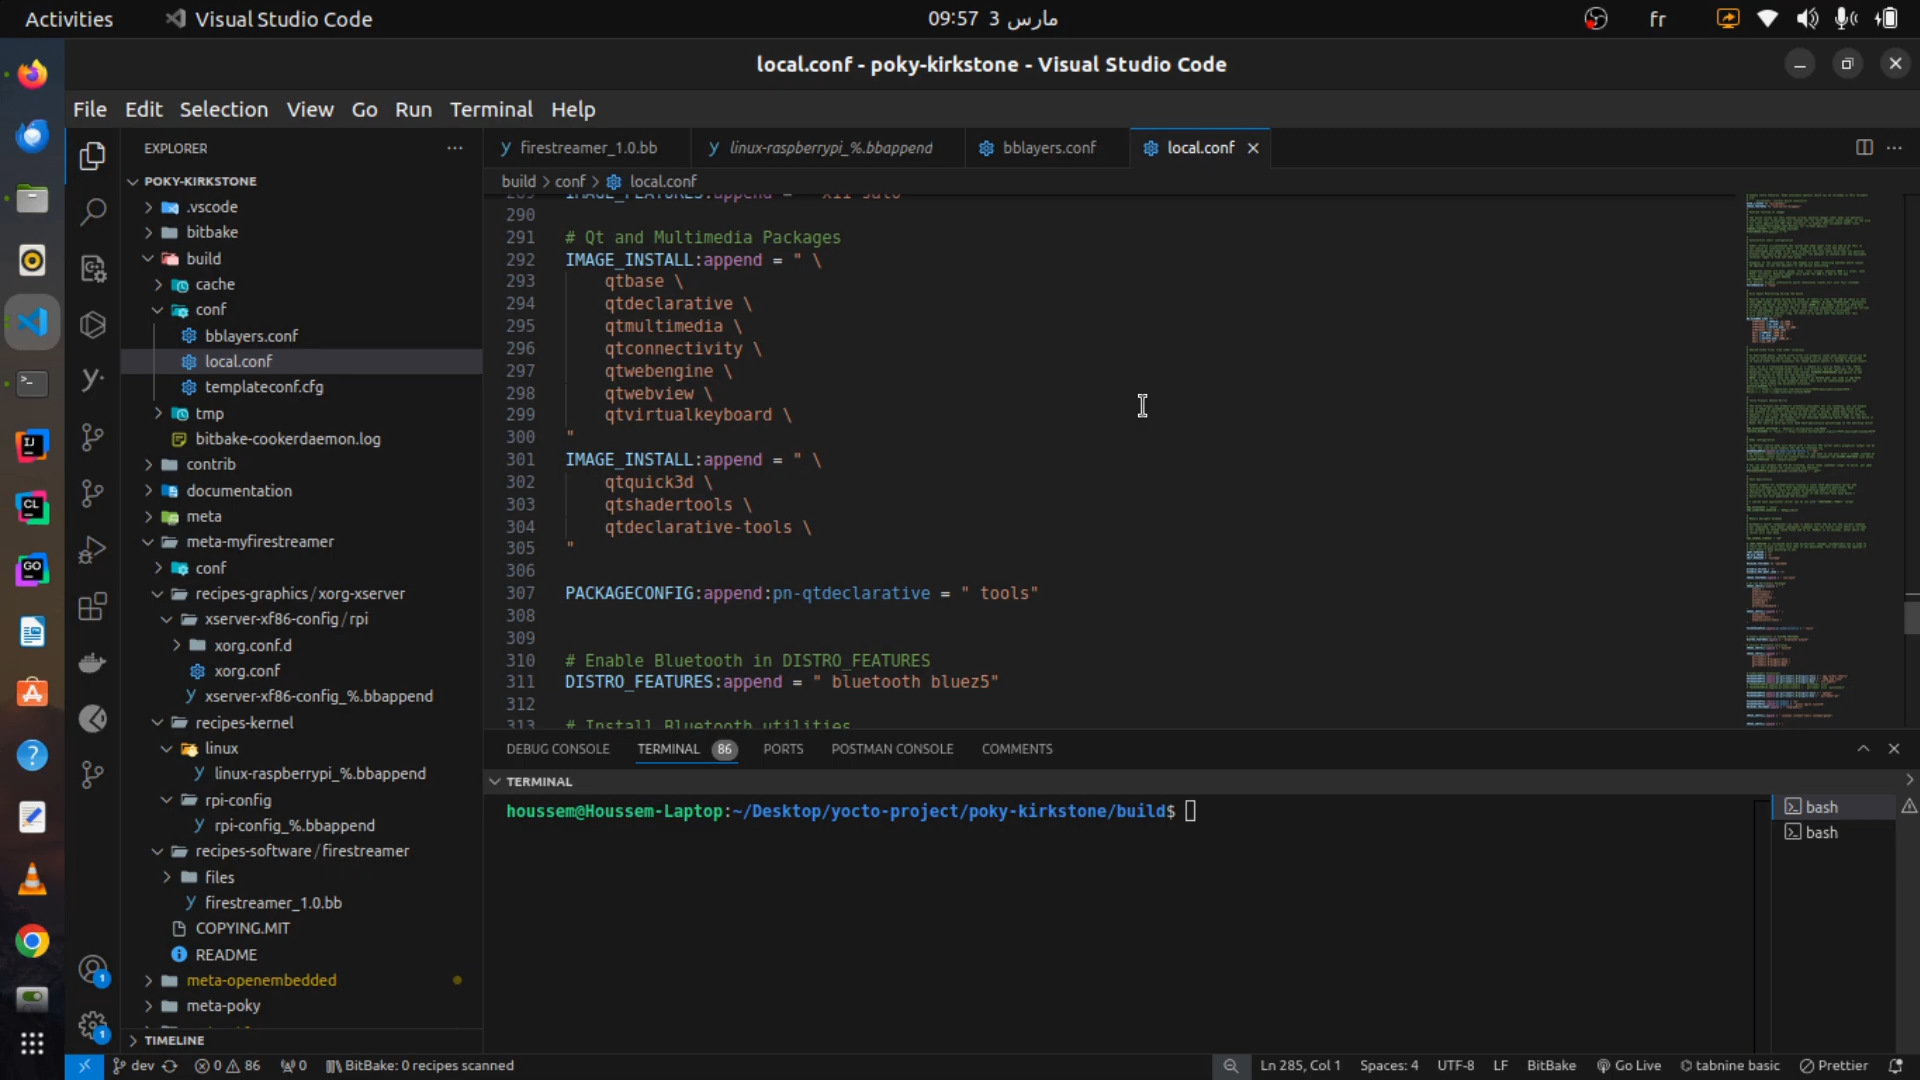 Activities
Visual Studio Code
09:57 3 مارس
fr
local.conf - poky-kirkstone - Visual Studio Code
File Edit Selection View Go Run Terminal Help
EXPLORER
POKY-KIRKSTONE
.vscode
bitbake
build
cache
conf
bblayers.conf
local.conf
templateconf.cfg
tmp
bitbake-cookerdaemon.log
contrib
documentation
meta
meta-myfirestreamer
conf
recipes-graphics / xorg-xserver
xserver-xf86-config / rpi
xorg.conf.d
xorg.conf
xserver-xf86-config_%.bbappend
recipes-kernel
linux
linux-raspberrypi_%.bbappend
rpi-config
rpi-config_%.bbappend
recipes-software / firestreamer
files
firestreamer_1.0.bb
COPYING.MIT
README
meta-openembedded
meta-poky
TIMELINE
firestreamer_1.0.bb
linux-raspberrypi_%.bbappend
bblayers.conf
local.conf
build > conf > local.conf
289 IMAGE_FEATURES:append = " x11 sato"
290
291 # Qt and Multimedia Packages
292 IMAGE_INSTALL:append = " \
293 qtbase \
294 qtdeclarative \
295 qtmultimedia \
296 qtconnectivity \
297 qtwebengine \
298 qtwebview \
299 qtvirtualkeyboard \
300 "
301 IMAGE_INSTALL:append = " \
302 qtquick3d \
303 qtshadertools \
304 qtdeclarative-tools \
305 "
306
307 PACKAGECONFIG:append:pn-qtdeclarative = " tools"
308
309
310 # Enable Bluetooth in DISTRO_FEATURES
311 DISTRO_FEATURES:append = " bluetooth bluez5"
312
313 # Install Bluetooth utilities
DEBUG CONSOLE TERMINAL 86 PORTS POSTMAN CONSOLE COMMENTS
TERMINAL
houssem@Houssem-Laptop:~/Desktop/yocto-project/poky-kirkstone/build$
bash
bash
dev 0 86 0 BitBake: 0 recipes scanned
Ln 285, Col 1 Spaces: 4 UTF-8 LF BitBake Go Live tabnine basic Prettier